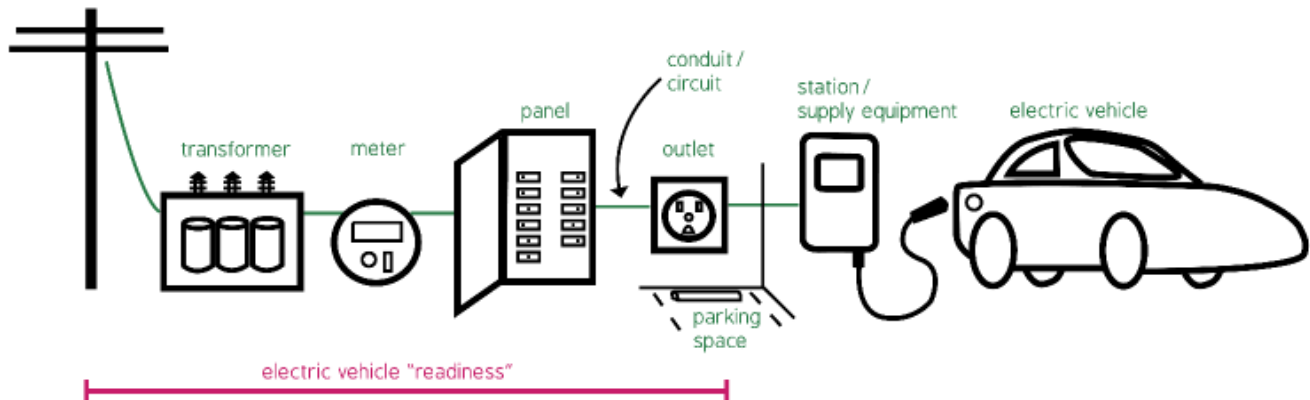 conduit /
circuit
station /
supply equipment
electric vehicle
panel
transformer
meter
outlet
parking
space
electric vehicle "readiness"